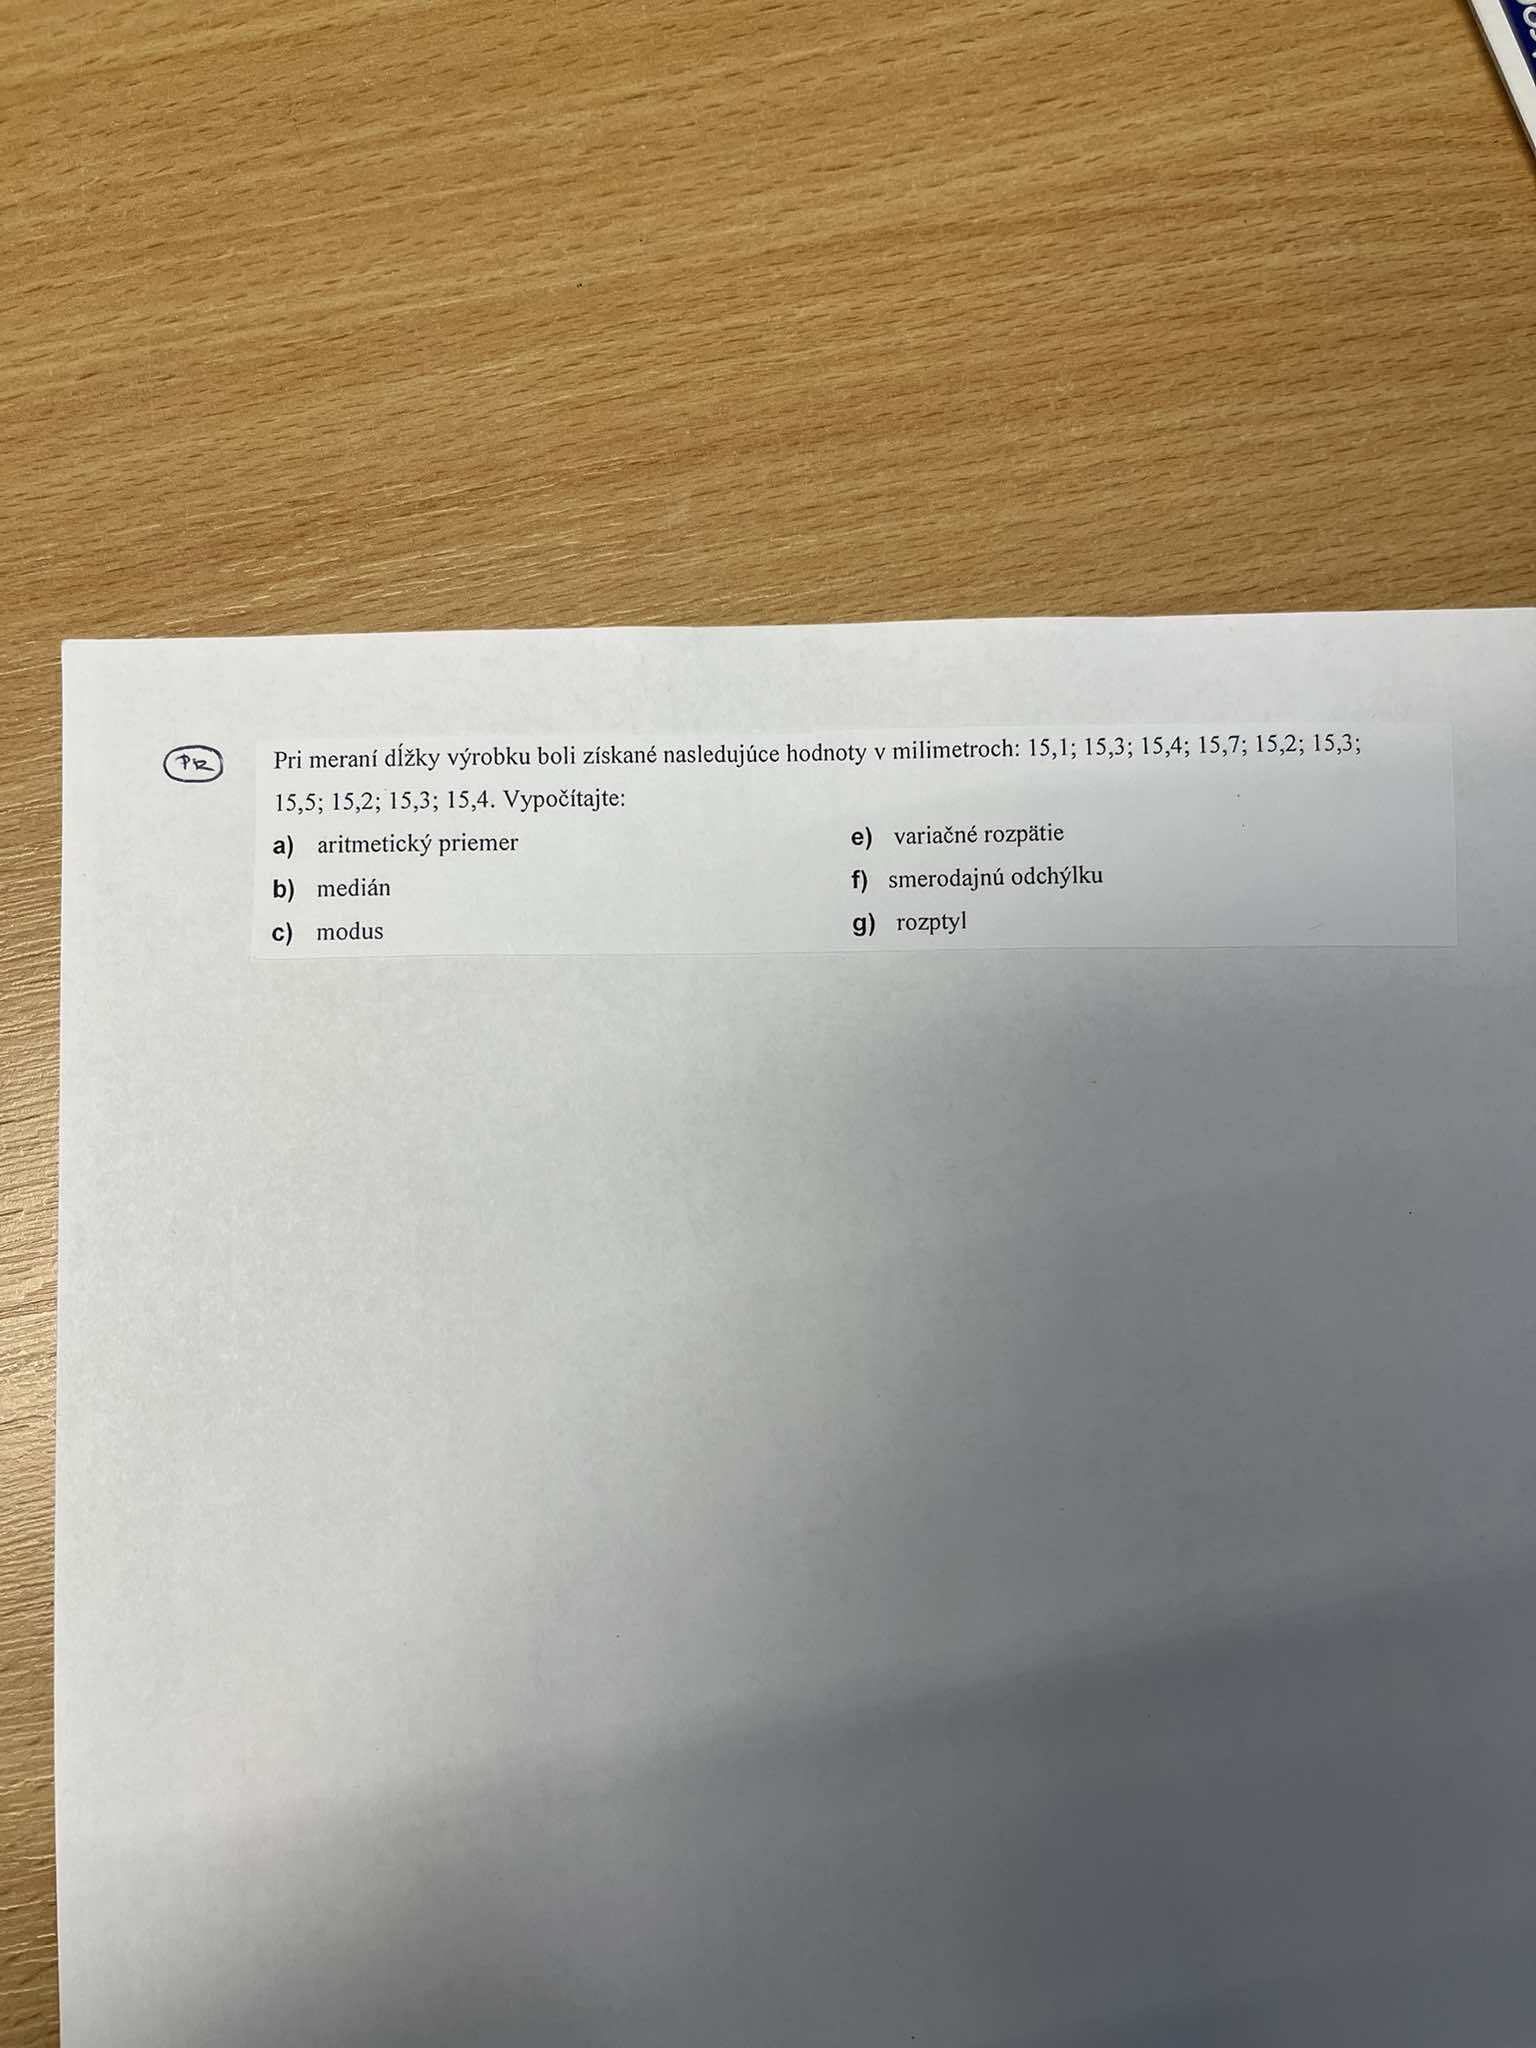 PR
Pri meraní dĺžky výrobku boli získané nasledujúce hodnoty v milimetroch: 15,1; 15,3; 15,4; 15,7; 15,2; 15,3;
15,5; 15,2; 15,3; 15,4. Vypočítajte:
a) aritmetický priemer
b) medián
c) modus
e) variačné rozpätie
f) smerodajnú odchýlku
g) rozptyl